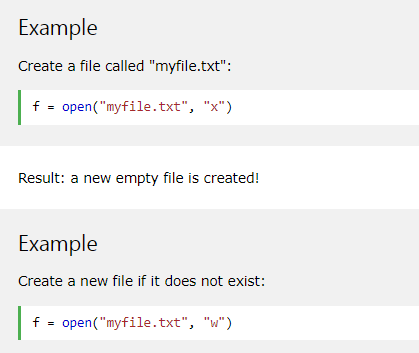 Example
Create a file called "myfile.txt":
f = open("myfile.txt", "x")
Result: a new empty file is created!
Example
Create a new file if it does not exist:
f = open("myfile.txt", "w")